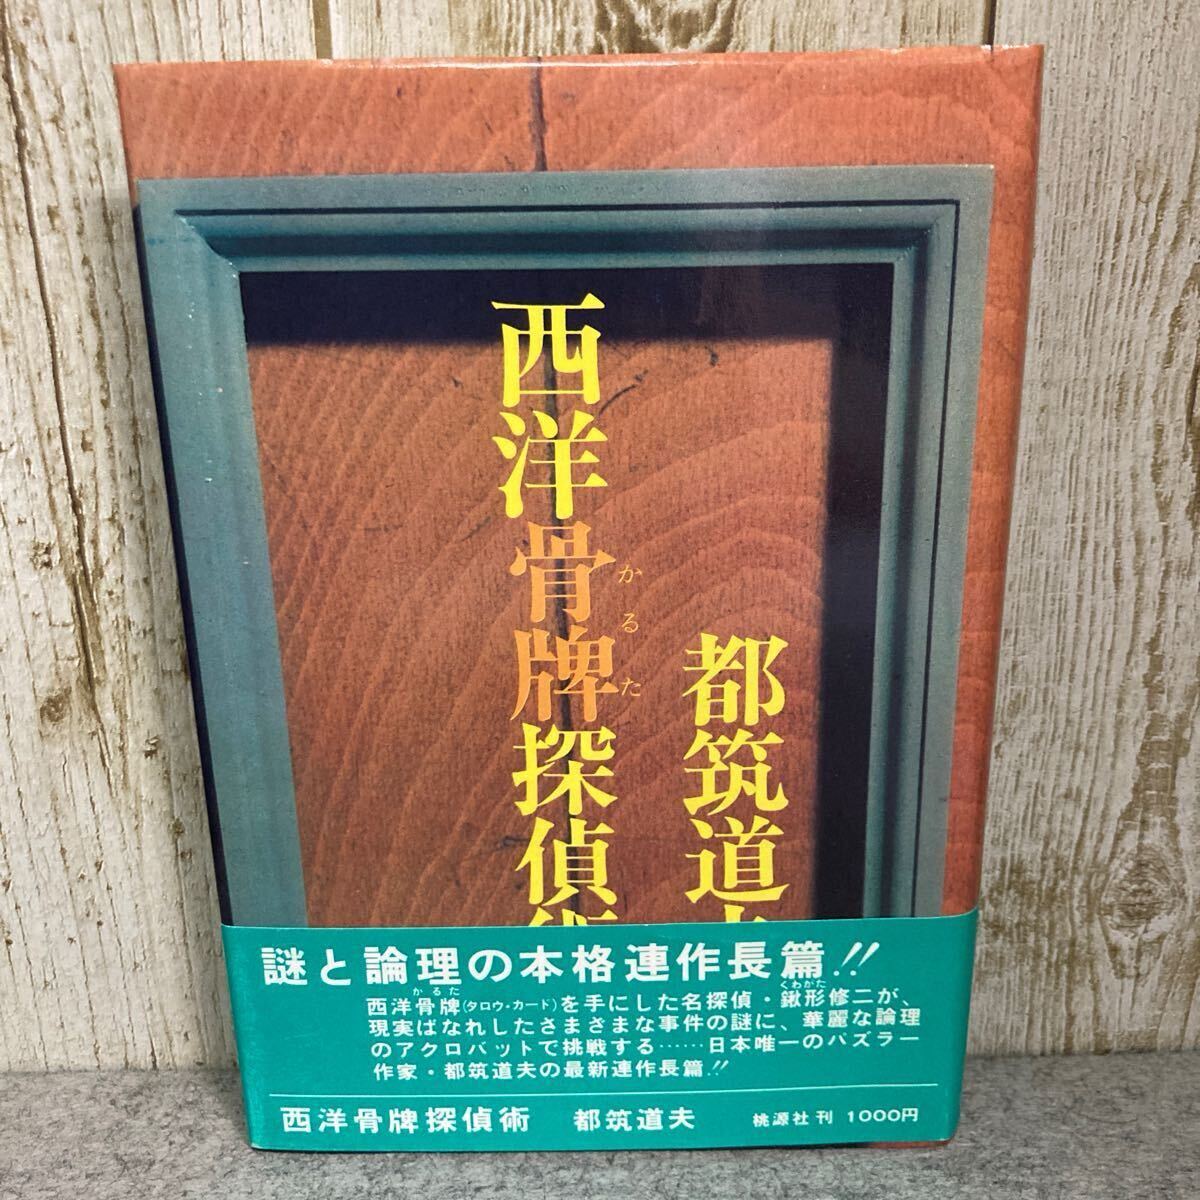 西洋骨牌探偵術
かるた
都筑道夫
謎と論理の本格連作長篇!!
かるた
くわがた
西洋骨牌(タロウ・カード)を手にした名探偵・鍬形修二が、
現実ばなれしたさまざまな事件の謎に、華麗な論理
のアクロバットで挑戦する……日本唯一のパズラー
作家・都筑道夫の最新連作長篇!!
西洋骨牌探偵術 都筑道夫 桃源社刊 1000円